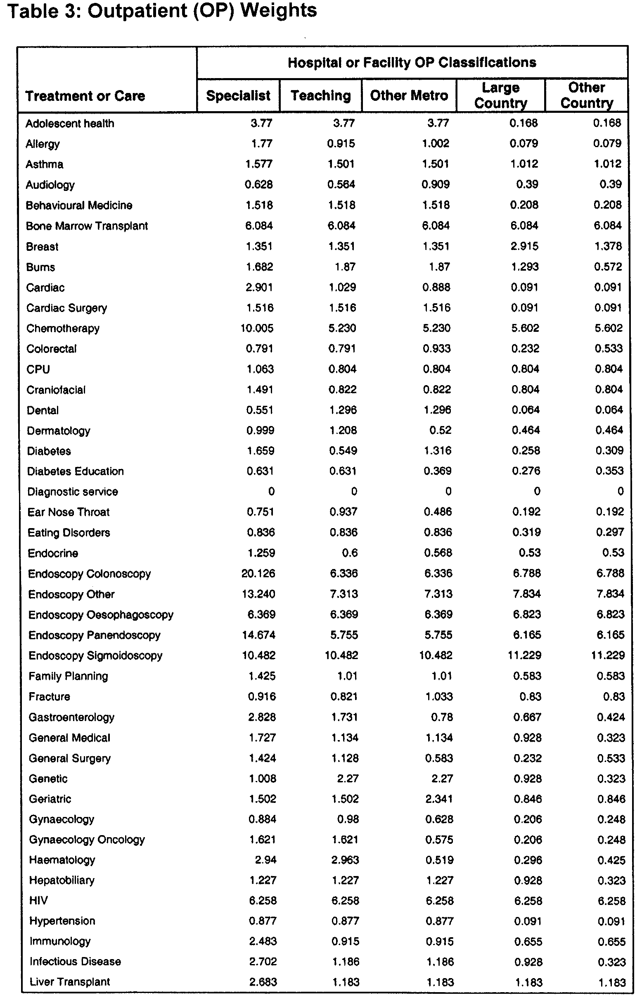 Table 3: Outpatient (OP) Weights
Hospital or Facility OP Classifications
Treatment or Care Specialist Teaching Other Metro Large Country Other Country
Adolescent health 3.77 3.77 3.77 0.168 0.168
Allergy 1.77 0.915 1.002 0.079 0.079
Asthma 1.577 1.501 1.501 1.012 1.012
Audiology 0.628 0.564 0.909 0.39 0.39
Behavioural Medicine 1.518 1.518 1.518 0.208 0.208
Bone Marrow Transplant 6.084 6.084 6.084 6.084 6.084
Breast 1.351 1.351 1.351 2.915 1.378
Burns 1.682 1.87 1.87 1.293 0.572
Cardiac 2.901 1.029 0.888 0.091 0.091
Cardiac Surgery 1.516 1.516 1.516 0.091 0.091
Chemotherapy 10.005 5.230 5.230 5.602 5.602
Colorectal 0.791 0.791 0.933 0.232 0.533
CPU 1.063 0.804 0.804 0.804 0.804
Craniofacial 1.491 0.822 0.822 0.804 0.804
Dental 0.551 1.296 1.296 0.064 0.064
Dermatology 0.999 1.208 0.52 0.464 0.464
Diabetes 1.659 0.549 1.316 0.258 0.309
Diabetes Education 0.631 0.631 0.369 0.276 0.353
Diagnostic service 0 0 0 0 0
Ear Nose Throat 0.751 0.937 0.486 0.192 0.192
Eating Disorders 0.836 0.836 0.836 0.319 0.297
Endocrine 1.259 0.6 0.568 0.53 0.53
Endoscopy Colonoscopy 20.126 6.336 6.336 6.788 6.788
Endoscopy Other 13.240 7.313 7.313 7.834 7.834
Endoscopy Oesophagoscopy 6.369 6.369 6.369 6.823 6.823
Endoscopy Panendoscopy 14.674 5.755 5.755 6.165 6.165
Endoscopy Sigmoidoscopy 10.482 10.482 10.482 11.229 11.229
Family Planning 1.425 1.01 1.01 0.583 0.583
Fracture 0.916 0.821 1.033 0.83 0.83
Gastroenterology 2.828 1.731 0.78 0.667 0.424
General Medical 1.727 1.134 1.134 0.928 0.323
General Surgery 1.424 1.128 0.583 0.232 0.533
Genetic 1.008 2.27 2.27 0.928 0.323
Geriatric 1.502 1.502 2.341 0.846 0.846
Gynaecology 0.884 0.98 0.628 0.206 0.248
Gynaecology Oncology 1.621 1.621 0.575 0.206 0.248
Haematology 2.94 2.963 0.519 0.296 0.425
Hepatobiliary 1.227 1.227 1.227 0.928 0.323
HIV 6.258 6.258 6.258 6.258 6.258
Hypertension 0.877 0.877 0.877 0.091 0.091
Immunology 2.483 0.915 0.915 0.655 0.655
Infectious Disease 2.702 1.186 1.186 0.928 0.323
Liver Transplant 2.683 1.183 1.183 1.183 1.183